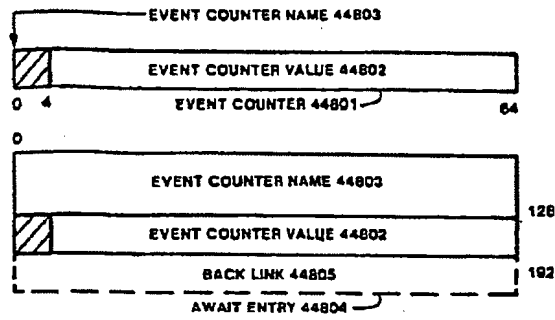 EVENT COUNTER NAME 44803
EVENT COUNTER VALUE 44802
0 4 EVENT COUNTER 44801 64
0
EVENT COUNTER NAME 44803
128
EVENT COUNTER VALUE 44802
BACK LINK 44805 192
AWAIT ENTRY 44804